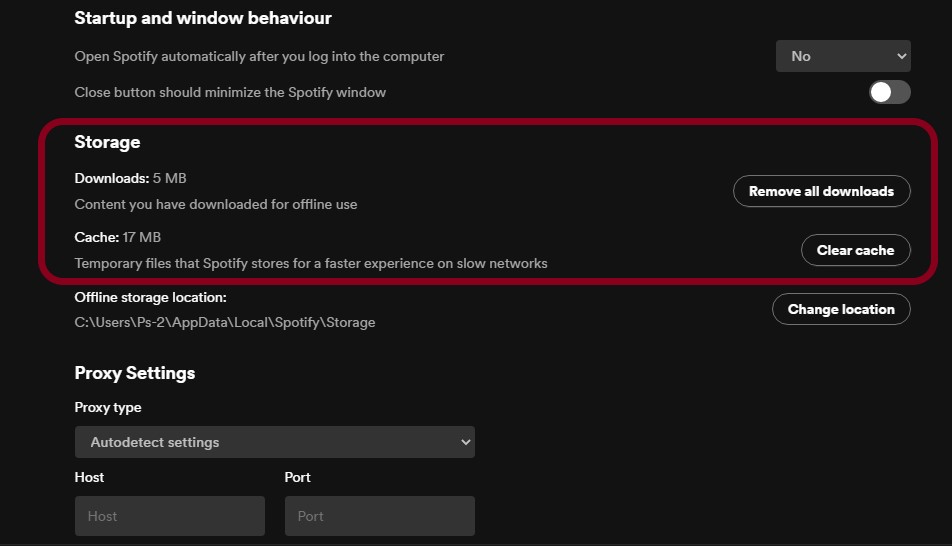 Startup and window behaviour
Open Spotify automatically after you log into the computer
No
Close button should minimize the Spotify window
Storage
Downloads: 5 MB
Content you have downloaded for offline use
Remove all downloads
Cache: 17 MB
Temporary files that Spotify stores for a faster experience on slow networks
Clear cache
Offline storage location:
C:\Users\Ps-2\AppData\Local\Spotify\Storage
Change location
Proxy Settings
Proxy type
Autodetect settings
Host Port
Host Port